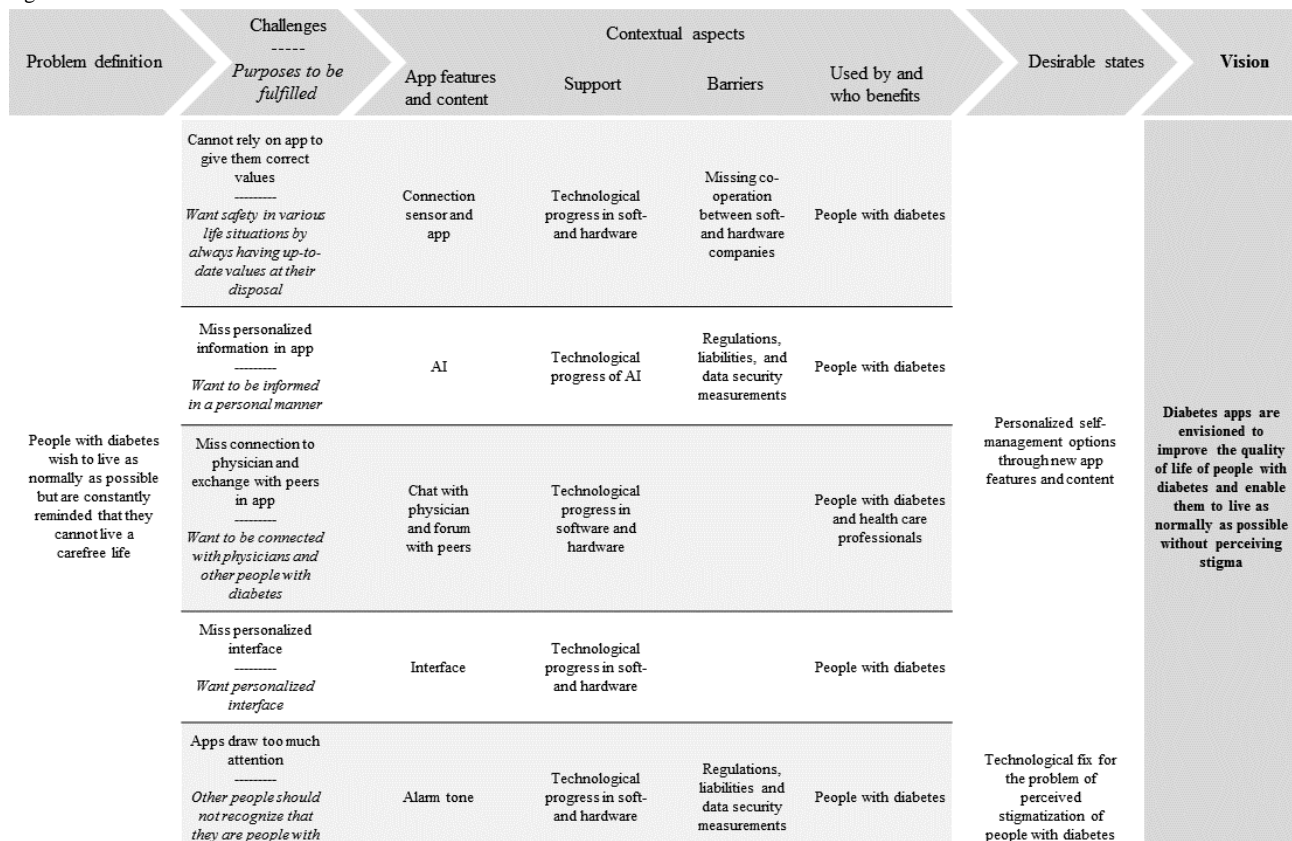 Problem definition
Challenges
-----
Purposes to be
fulfilled
Contextual aspects
App features
and content
Support
Barriers
Used by and
who benefits
Desirable states
Vision
People with diabetes
wish to live as
normally as possible
but are constantly
reminded that they
cannot live a
carefree life
Cannot rely on app to
give them correct
values
---------
Want safety in various
life situations by
always having up-to-
date values at their
disposal
Connection
sensor and
app
Technological
progress in soft-
and hardware
Missing co-
operation
between soft-
and hardware
companies
People with diabetes
Miss personalized
information in app
---------
Want to be informed
in a personal manner
AI
Technological
progress of AI
Regulations,
liabilities, and
data security
measurements
People with diabetes
Miss connection to
physician and
exchange with peers
in app
---------
Want to be connected
with physicians and
other people with
diabetes
Chat with
physician
and forum
with peers
Technological
progress in
software and
hardware
People with diabetes
and health care
professionals
Miss personalized
interface
---------
Want personalized
interface
Interface
Technological
progress in soft-
and hardware
People with diabetes
Apps draw too much
attention
---------
Other people should
not recognize that
they are people with
Alarm tone
Technological
progress in soft-
and hardware
Regulations,
liabilities and
data security
measurements
People with diabetes
Personalized self-
management options
through new app
features and content
Technological fix for
the problem of
perceived
stigmatization of
people with diabetes
Diabetes apps are
envisioned to
improve the quality
of life of people with
diabetes and enable
them to live as
normally as possible
without perceiving
stigma